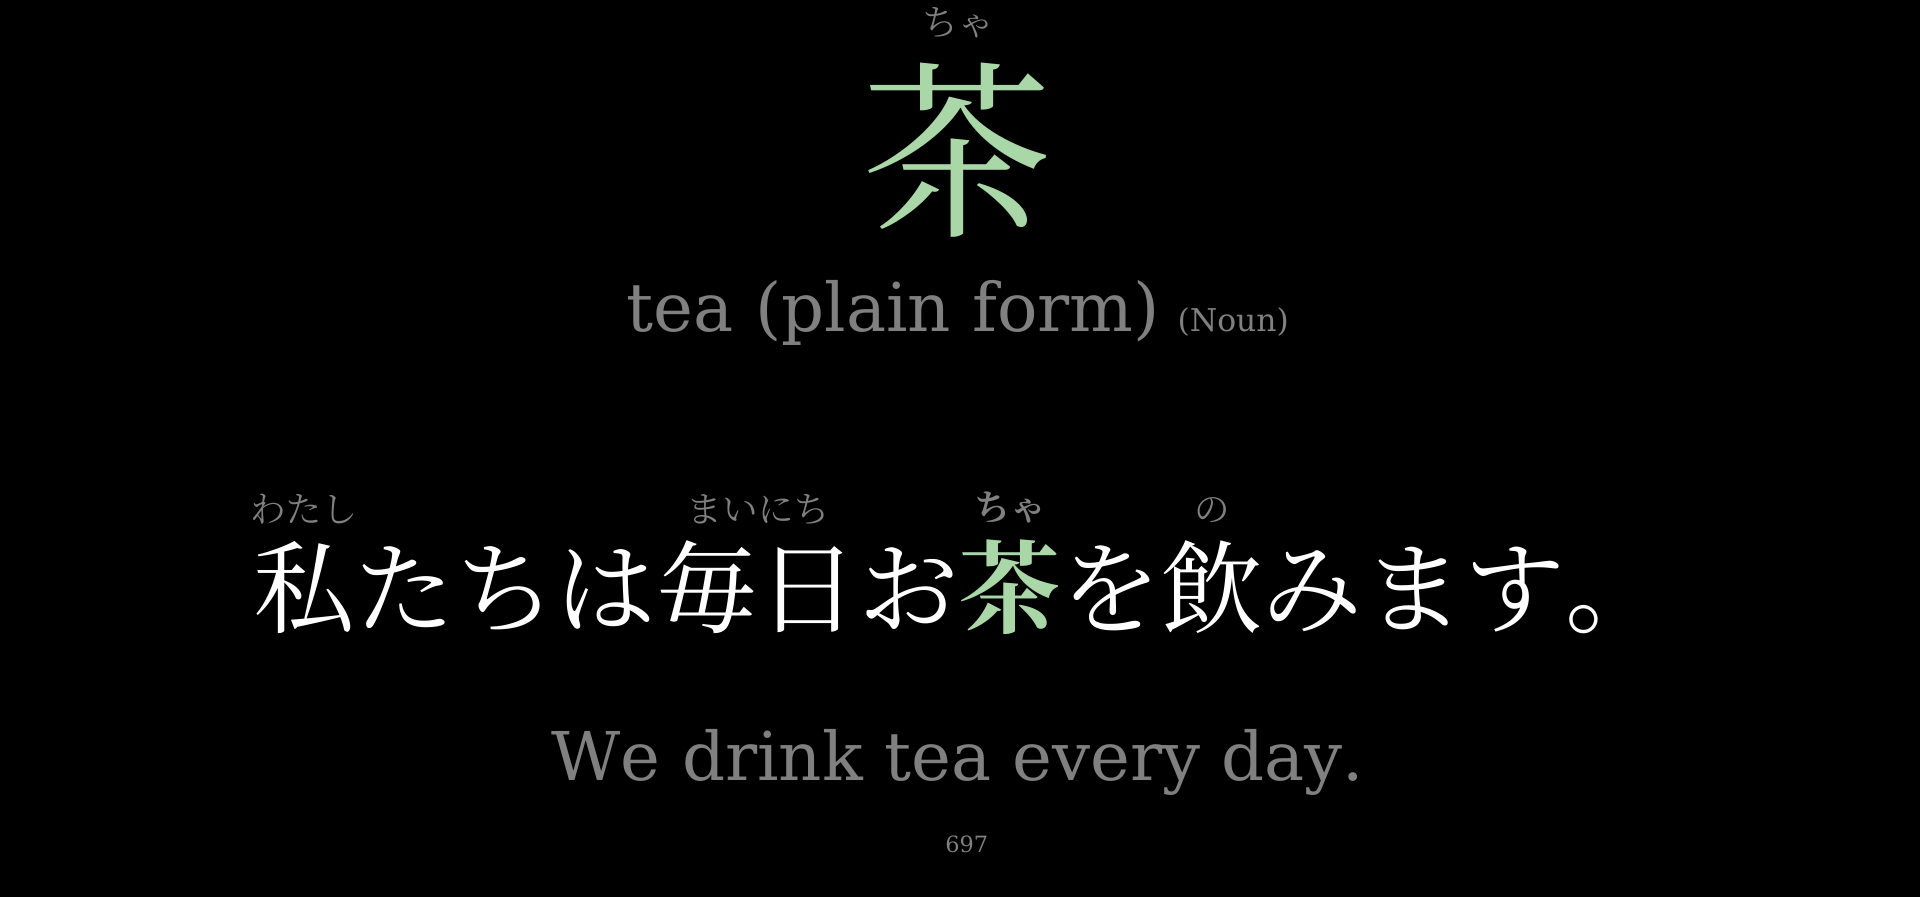 ちゃ
茶
tea (plain form) (Noun)
わたし まいにち ちゃ の
私たちは毎日お茶を飲みます。
We drink tea every day.
697